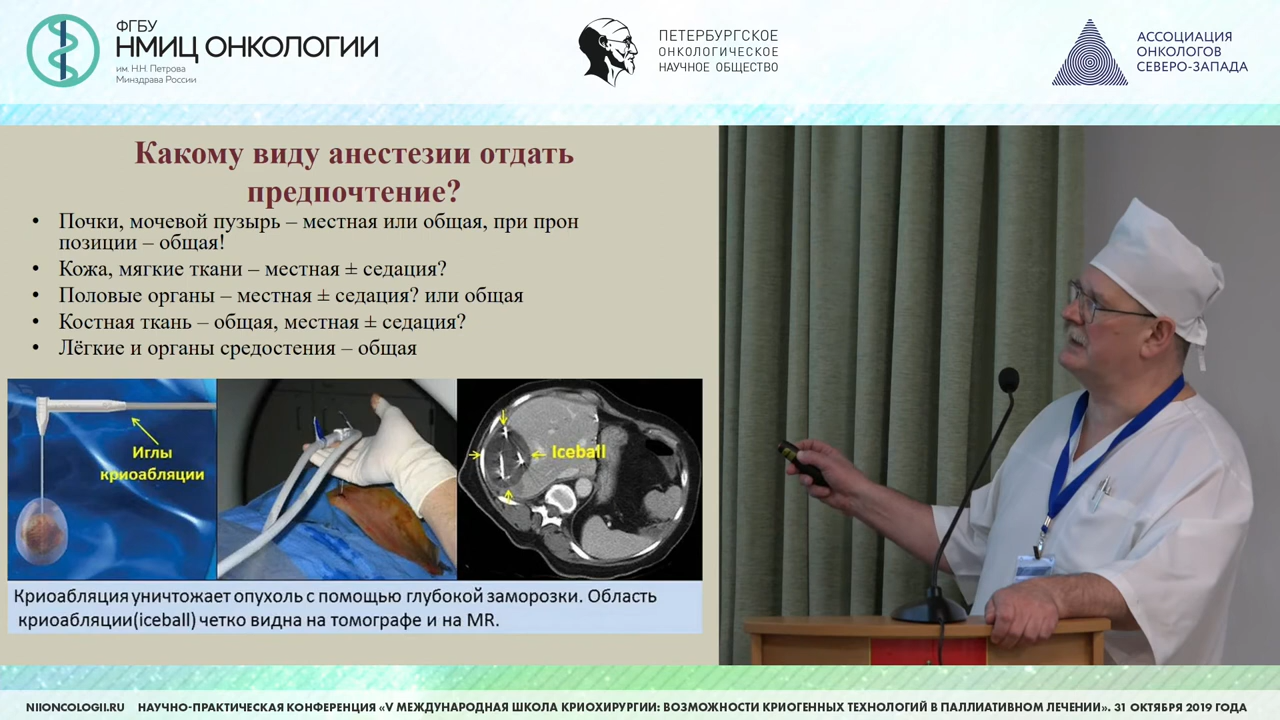 ФГБУ
НМИЦ ОНКОЛОГИИ
им. Н.Н. Петрова
Минздрава России
ПЕТЕРБУРГСКОЕ
ОНКОЛОГИЧЕСКОЕ
НАУЧНОЕ ОБЩЕСТВО
АССОЦИАЦИЯ
ОНКОЛОГОВ
СЕВЕРО-ЗАПАДА
Какому виду анестезии отдать
предпочтение?
• Почки, мочевой пузырь – местная или общая, при прон
позиции – общая!
• Кожа, мягкие ткани – местная ± седация?
• Половые органы – местная ± седация? или общая
• Костная ткань – общая, местная ± седация?
• Лёгкие и органы средостения – общая
Иглы
криоабляции
Iceball
Криоабляция уничтожает опухоль с помощью глубокой заморозки. Область
криоабляции(iceball) четко видна на томографе и на MR.
NIIONCOLOGII.RU НАУЧНО-ПРАКТИЧЕСКАЯ КОНФЕРЕНЦИЯ «V МЕЖДУНАРОДНАЯ ШКОЛА КРИОХИРУРГИИ: ВОЗМОЖНОСТИ КРИОГЕННЫХ ТЕХНОЛОГИЙ В ПАЛЛИАТИВНОМ ЛЕЧЕНИИ». 31 ОКТЯБРЯ 2019 ГОДА